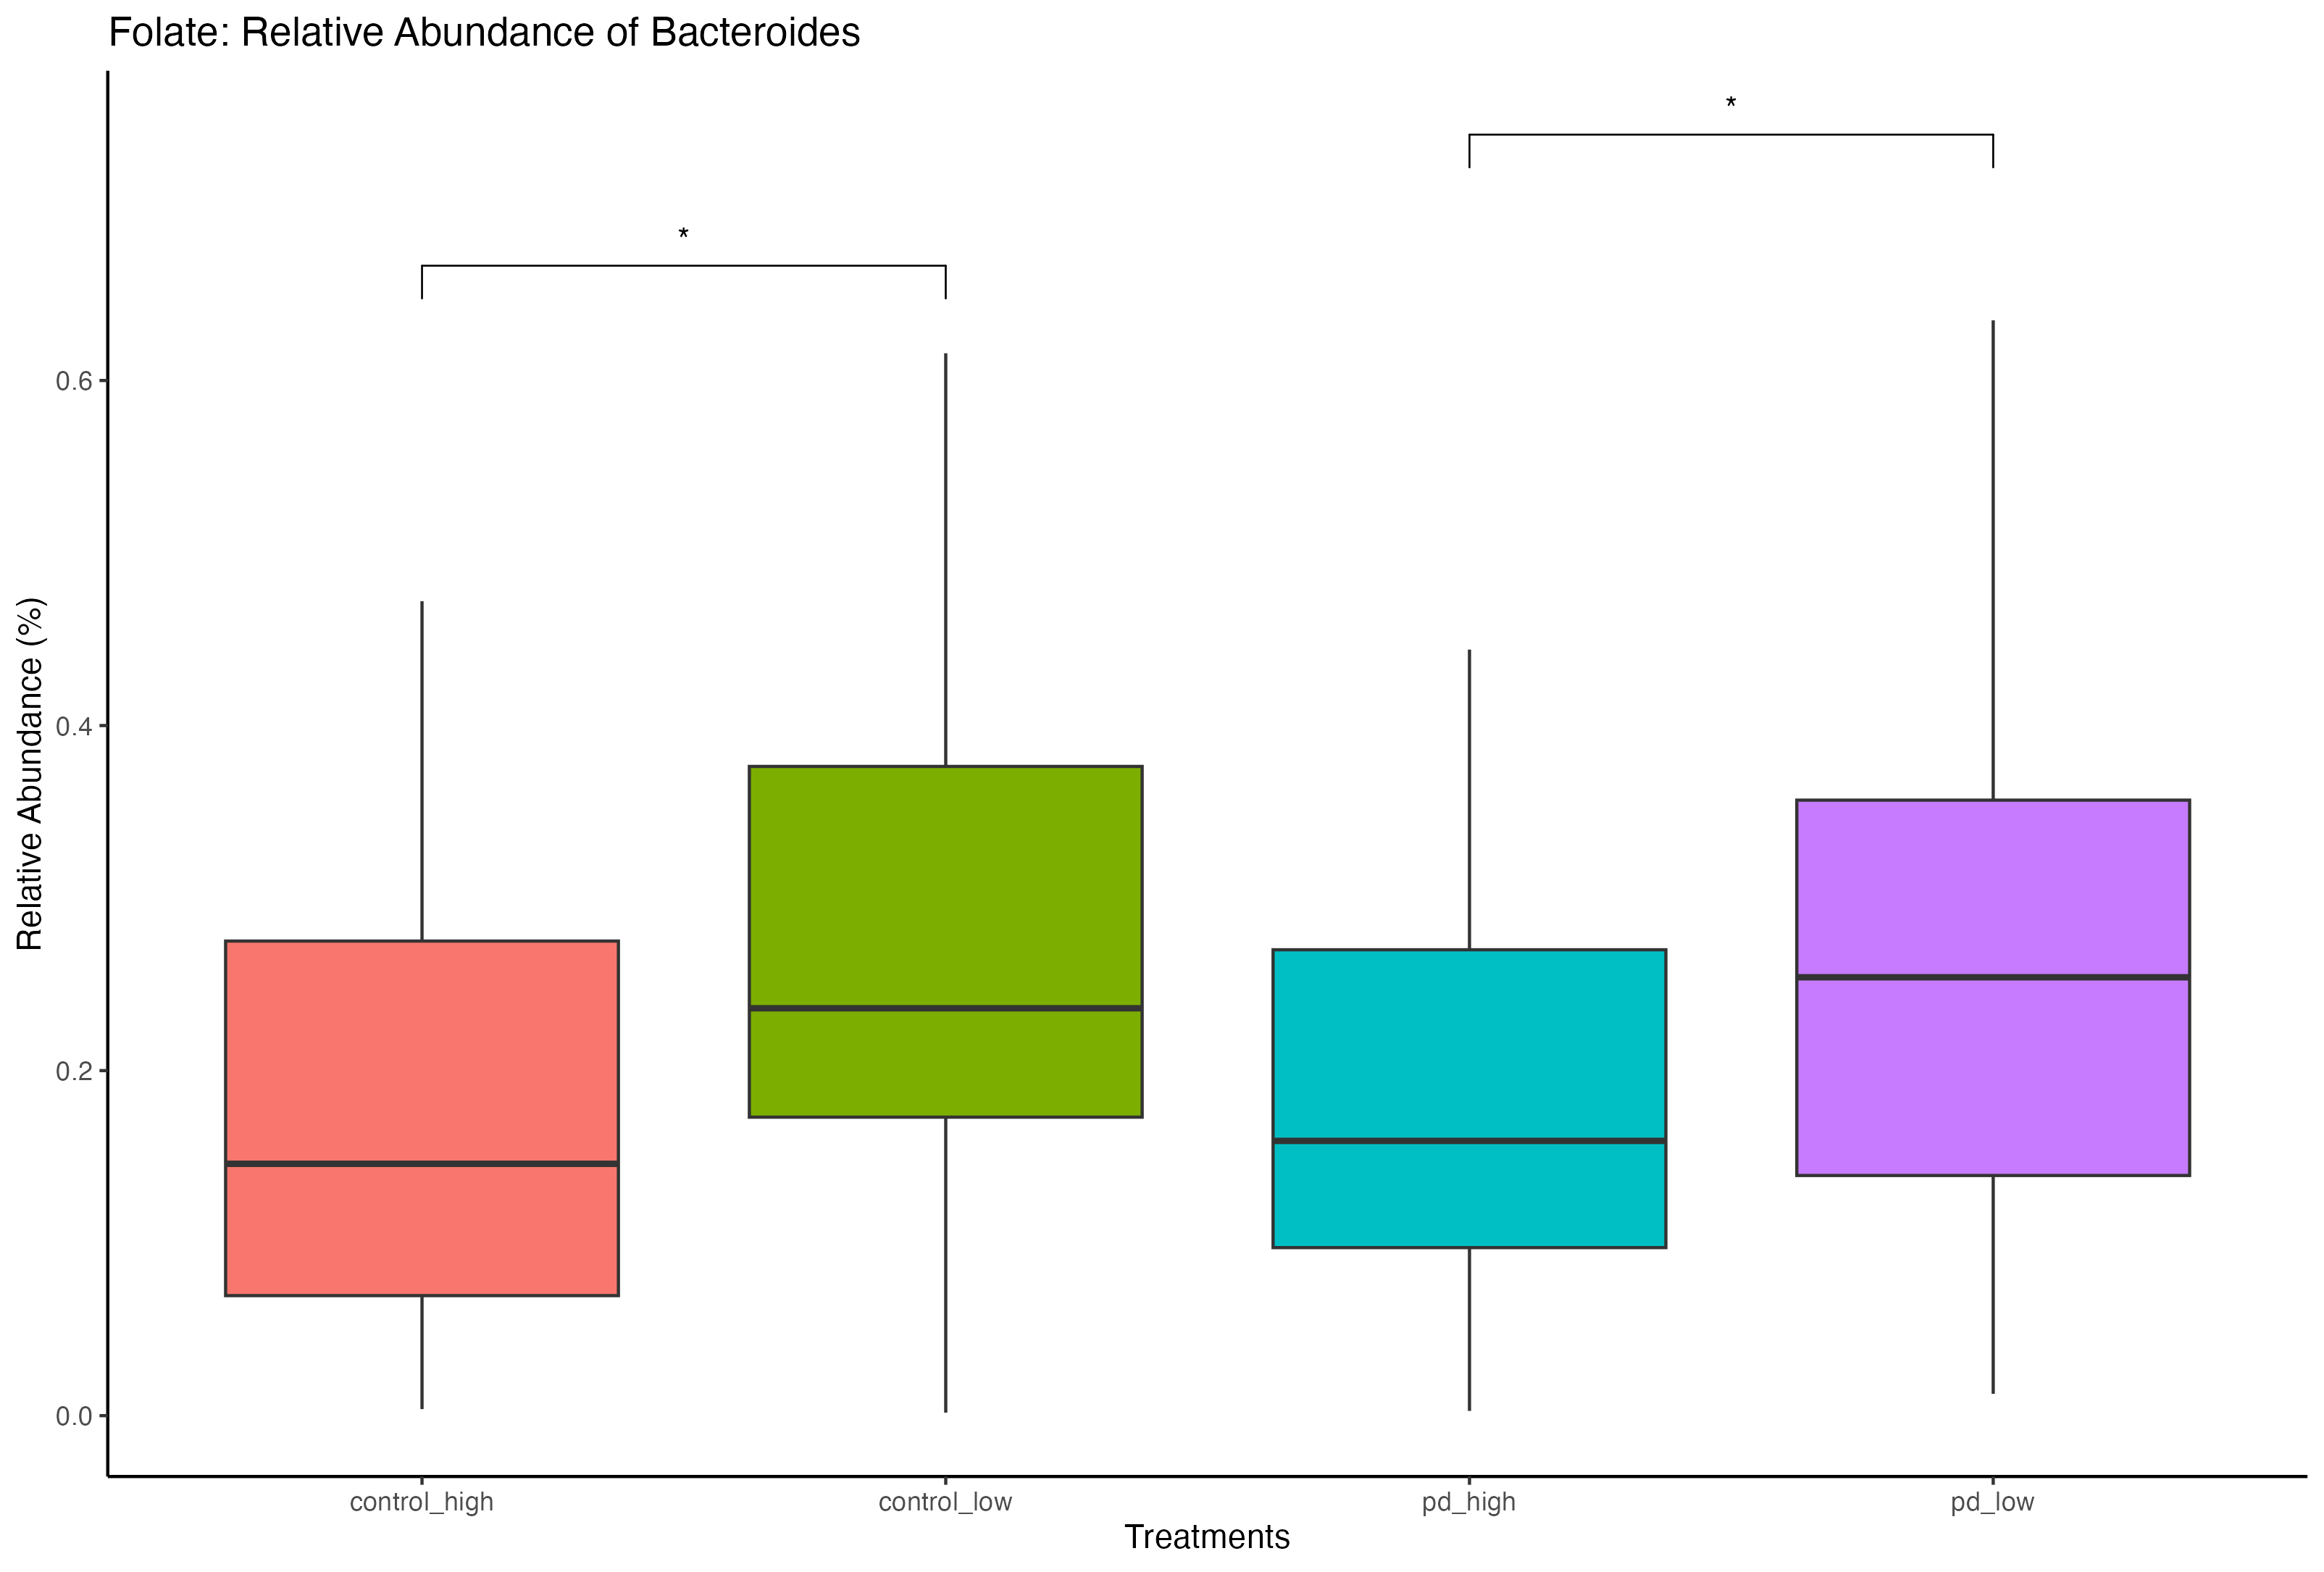 Folate: Relative Abundance of Bacteroides
*
*
Relative Abundance (%)
0.6
0.4
0.2
0.0
control_high
control_low
pd_high
pd_low
Treatments